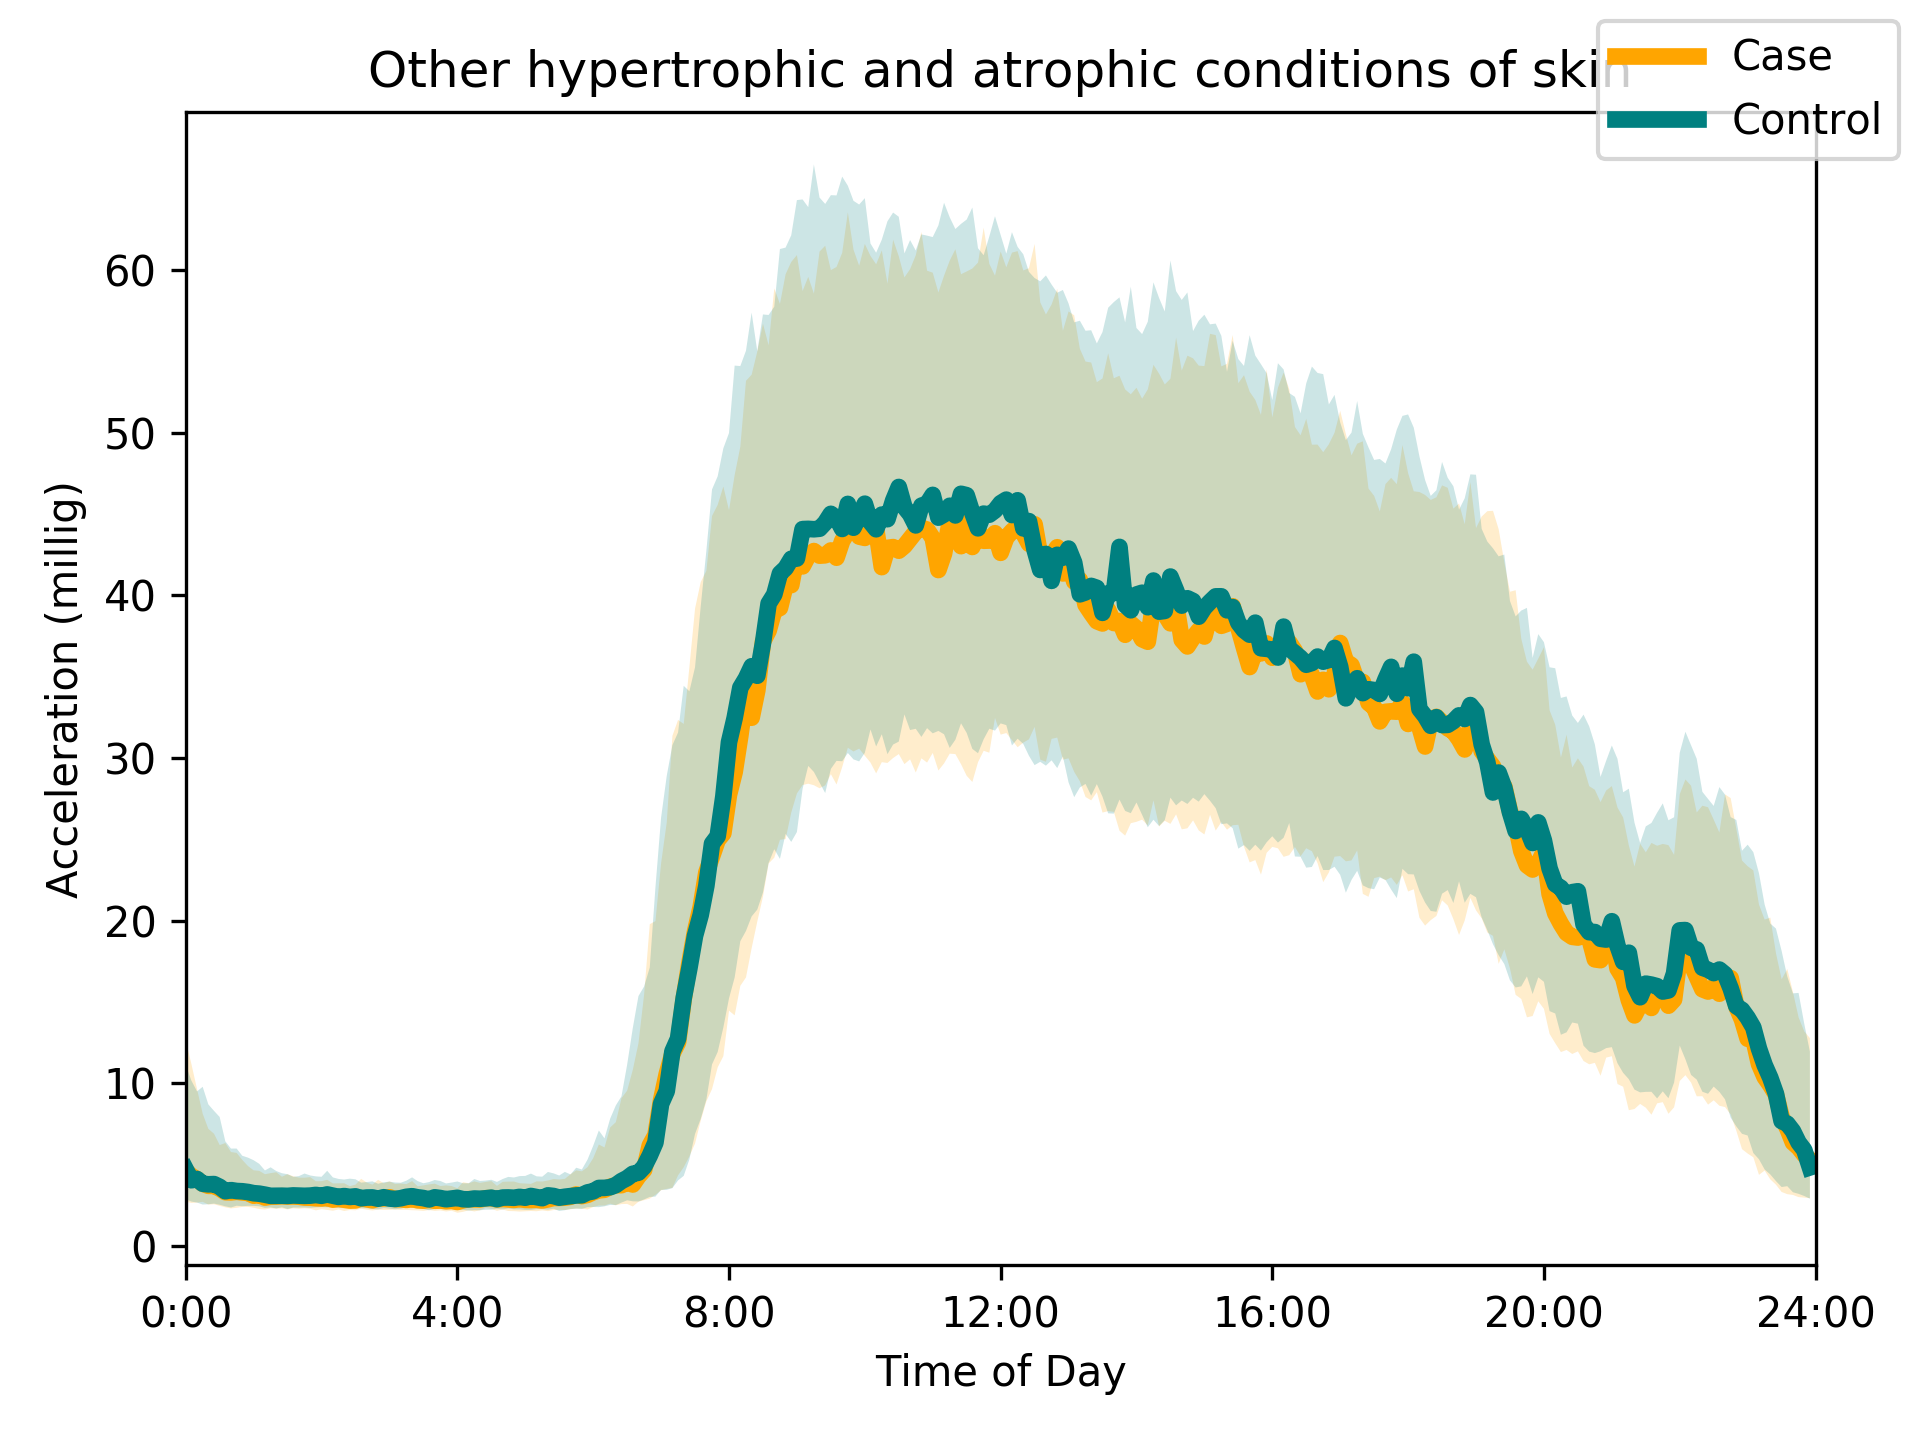 Other hypertrophic and atrophic conditions of skin
Case
Control
Acceleration (millig)
60
50
40
30
20
10
0
0:00 4:00 8:00 12:00 16:00 20:00 24:00
Time of Day